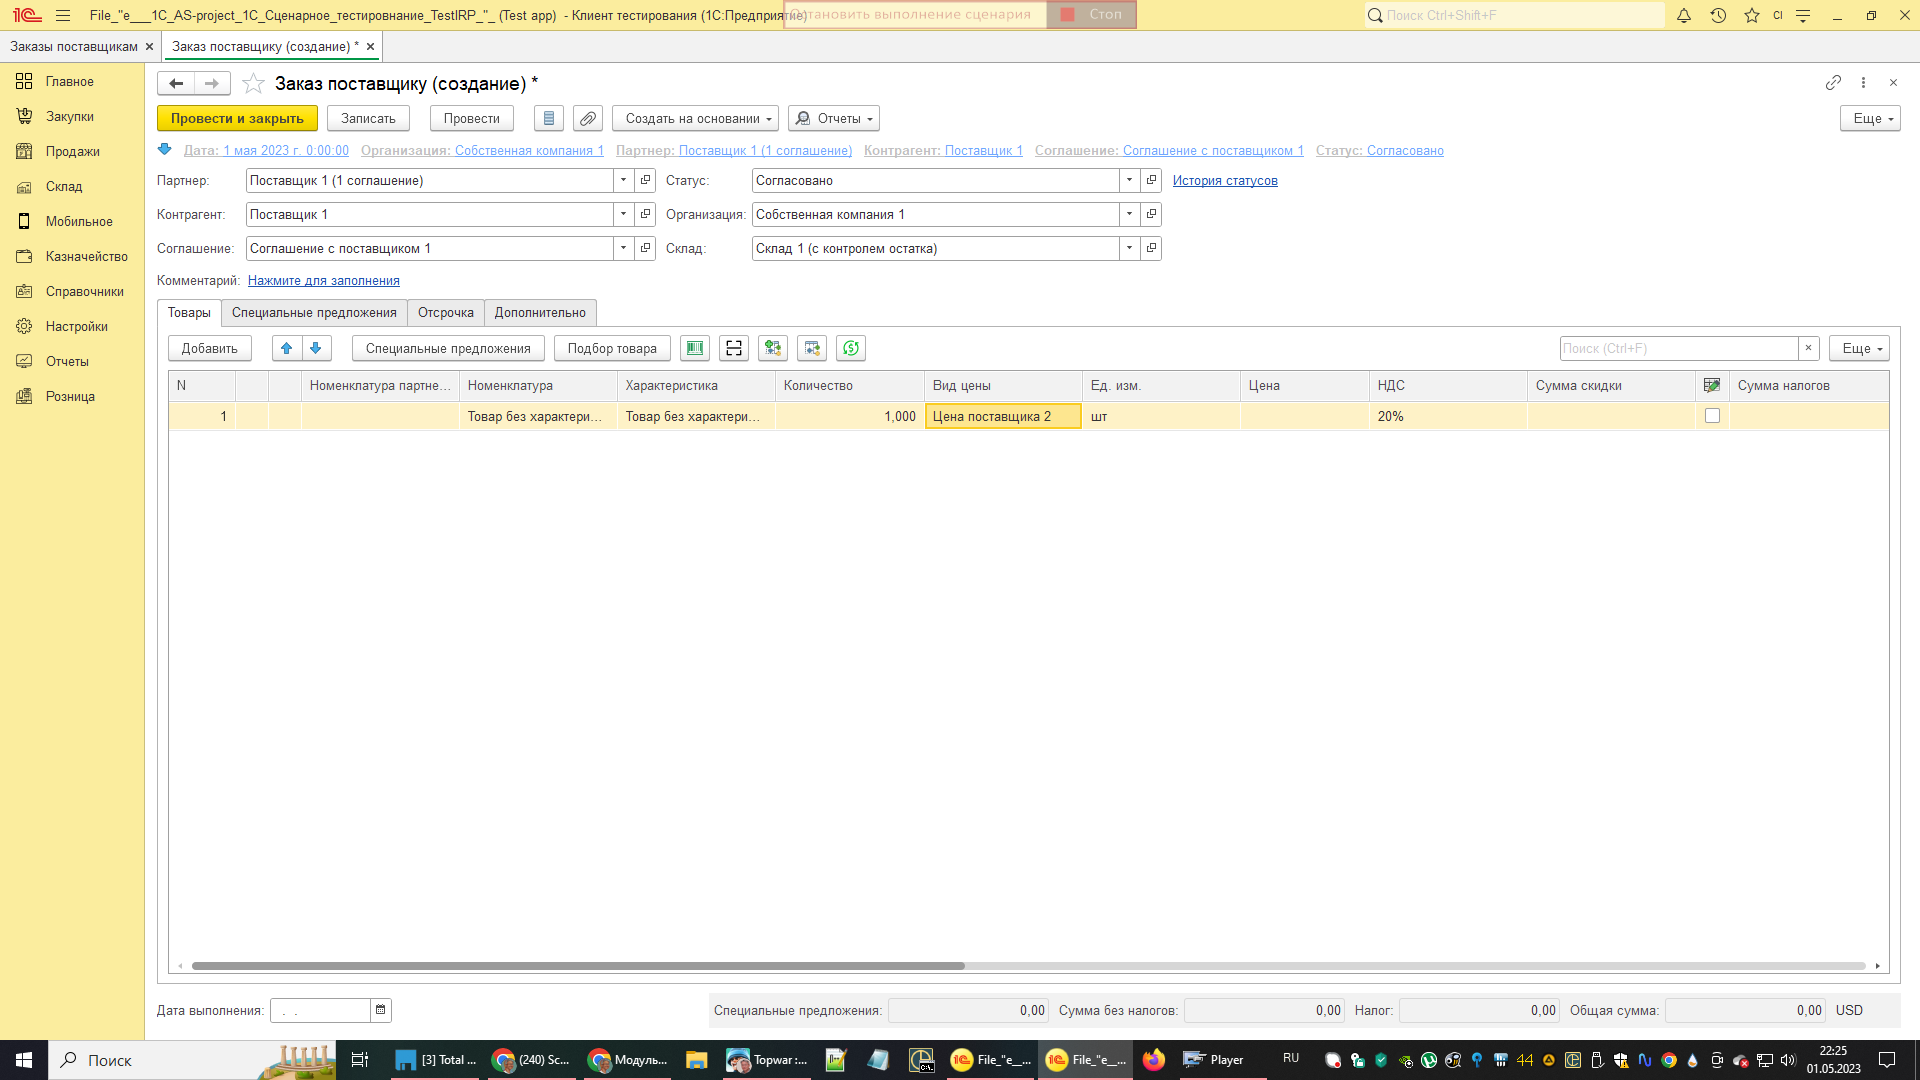 File_"e___1C_AS-project_1C_Сценарное_тестировнание_TestIRP_"_ (Test app) - Клиент тестирования (1С:Предприятие)
Остановить выполнение сценария Стоп
Поиск Ctrl+Shift+F
CI
Заказы поставщикам
Заказ поставщику (создание) *
Главное
Закупки
Продажи
Склад
Мобильное
Казначейство
Справочники
Настройки
Отчеты
Розница
Заказ поставщику (создание) *
Провести и закрыть Записать Провести Создать на основании Отчеты Еще
Дата: 1 мая 2023 г. 0:00:00 Организация: Собственная компания 1 Партнер: Поставщик 1 (1 соглашение) Контрагент: Поставщик 1 Соглашение: Соглашение с поставщиком 1 Статус: Согласовано
Партнер: Поставщик 1 (1 соглашение) Статус: Согласовано История статусов
Контрагент: Поставщик 1 Организация: Собственная компания 1
Соглашение: Соглашение с поставщиком 1 Склад: Склад 1 (с контролем остатка)
Комментарий: Нажмите для заполнения
Товары Специальные предложения Отсрочка Дополнительно
Добавить Специальные предложения Подбор товара Поиск (Ctrl+F) Еще
N Номенклатура партне... Номенклатура Характеристика Количество Вид цены Ед. изм. Цена НДС Сумма скидки Сумма налогов
1 Товар без характери... Товар без характери... 1,000 Цена поставщика 2 шт 20%
Дата выполнения: . . Специальные предложения: 0,00 Сумма без налогов: 0,00 Налог: 0,00 Общая сумма: 0,00 USD
Поиск
[3] Total ...
(240) Sc...
Модуль...
Topwar :...
File_"e__...
File_"e__...
Player
RU
44
22:25
01.05.2023